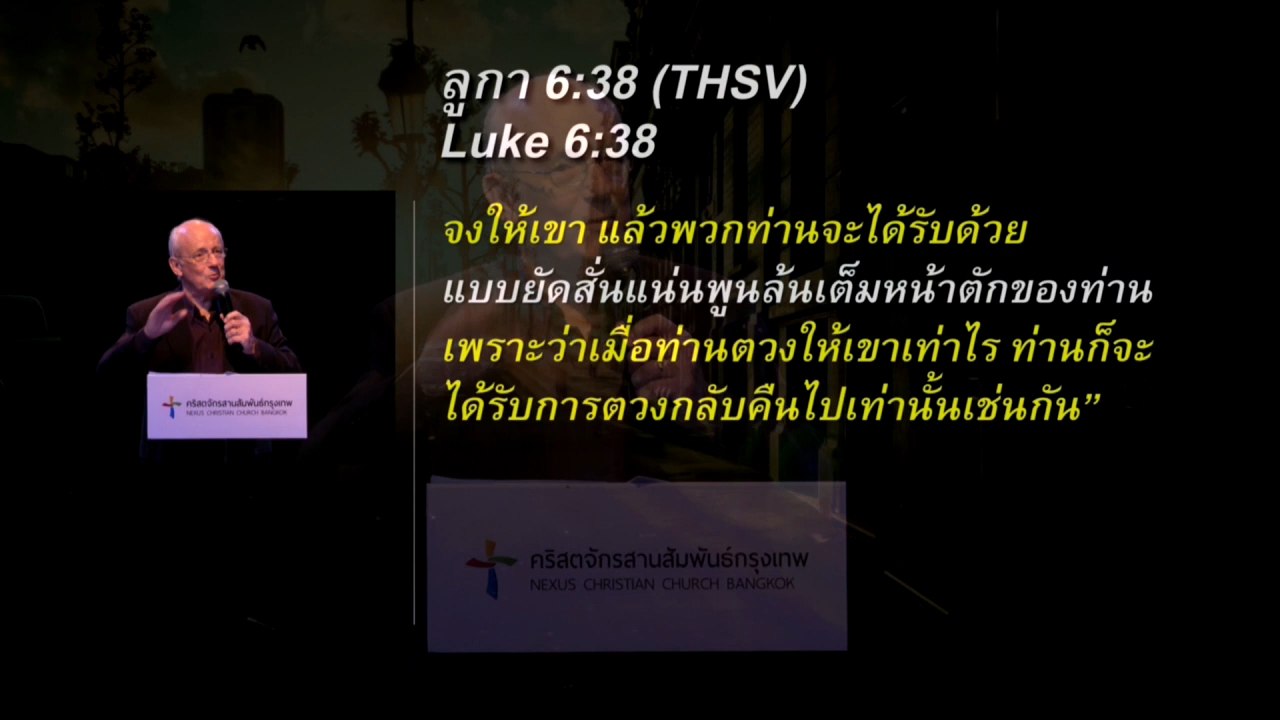 ลูกา 6:38 (THSV)
Luke 6:38
จงให้เขา แล้วพวกท่านจะได้รับด้วย
แบบยัดสั่นแน่นพูนล้นเต็มหน้าตักของท่าน
เพราะว่าเมื่อท่านตวงให้เขาเท่าไร ท่านก็จะ
ได้รับการตวงกลับคืนไปเท่านั้นเช่นกัน”
คริสตจักรสานสัมพันธ์กรุงเทพ
NEXUS CHRISTIAN CHURCH BANGKOK
คริสตจักรสานสัมพันธ์กรุงเทพ
NEXUS CHRISTIAN CHURCH BANGKOK